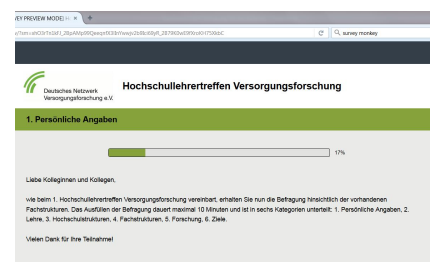 EY PREVIEW MODE]
survey monkey
Deutsches Netzwerk
Versorgungsforschung e.V.
Hochschullehrertreffen Versorgungsforschung
1. Persönliche Angaben
17%
Liebe Kolleginnen und Kollegen,
wie beim 1. Hochschullehrertreffen Versorgungsforschung vereinbart, erhalten Sie nun die Befragung hinsichtlich der vorhandenen
Fachstrukturen. Das Ausfüllen der Befragung dauert maximal 10 Minuten und ist in sechs Kategorien unterteilt: 1. Persönliche Angaben, 2.
Lehre, 3. Hochschulstrukturen, 4. Fachstrukturen, 5. Forschung, 6. Ziele.
Vielen Dank für Ihre Teilnahme!